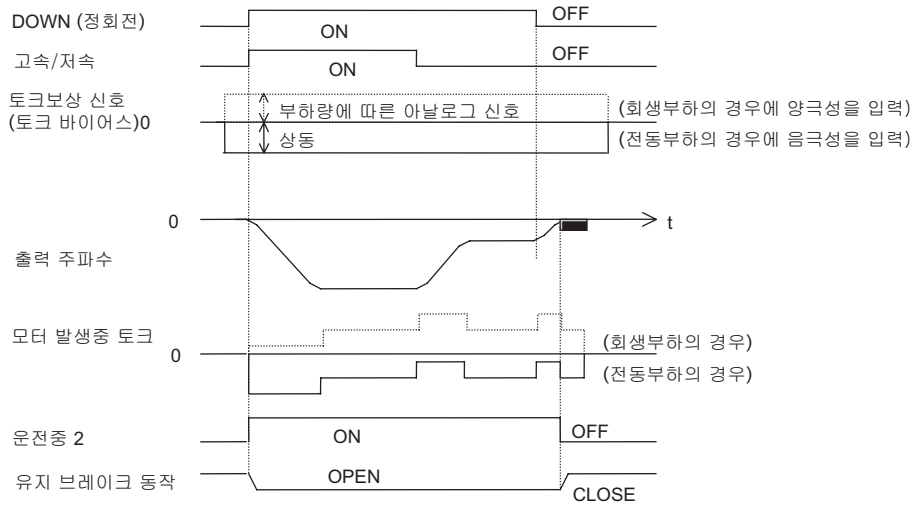 DOWN (정회전)
ON
OFF
고속/저속
ON
OFF
토크보상 신호
(토크 바이어스)0
부하량에 따른 아날로그 신호
(회생부하의 경우에 양극성을 입력)
상동
(전동부하의 경우에 음극성을 입력)
0
t
출력 주파수
모터 발생중 토크
0
(회생부하의 경우)
(전동부하의 경우)
운전중 2
ON
OFF
유지 브레이크 동작
OPEN
CLOSE